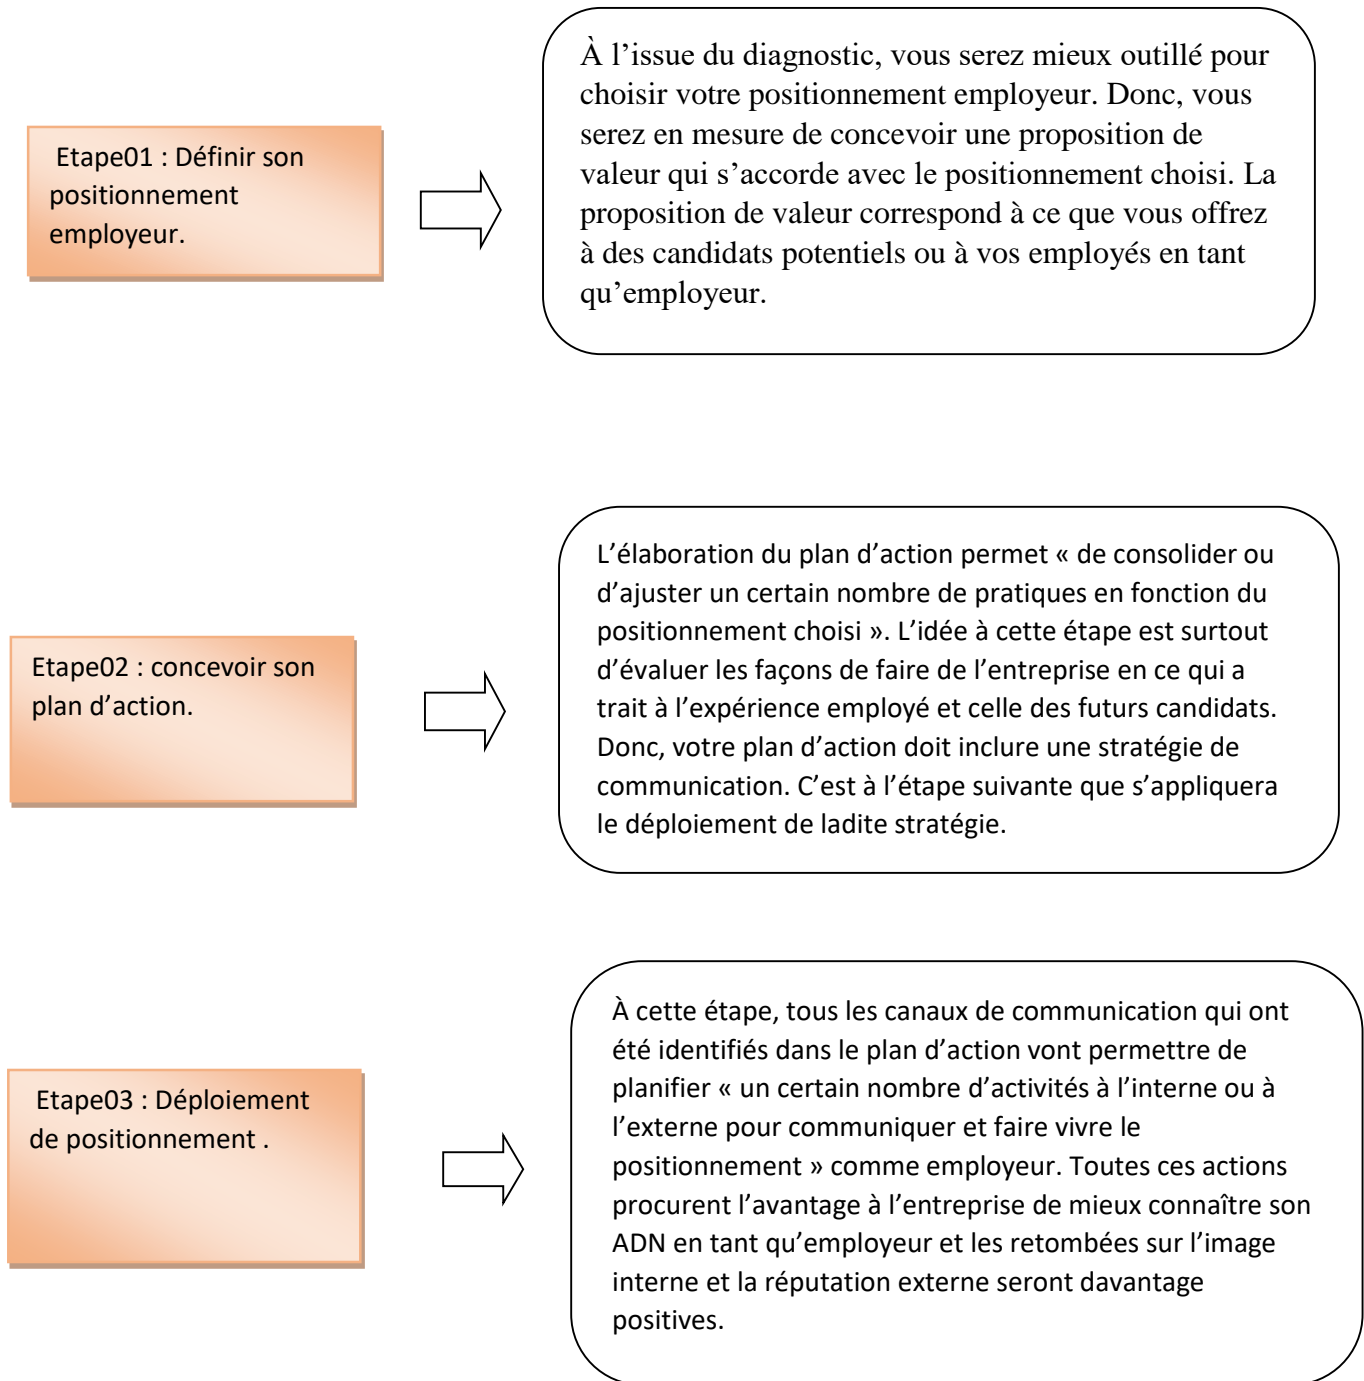 Etape01 : Définir son
positionnement
employeur.
À l’issue du diagnostic, vous serez mieux outillé pour
choisir votre positionnement employeur. Donc, vous
serez en mesure de concevoir une proposition de
valeur qui s’accorde avec le positionnement choisi. La
proposition de valeur correspond à ce que vous offrez
à des candidats potentiels ou à vos employés en tant
qu’employeur.
Etape02 : concevoir son
plan d’action.
L’élaboration du plan d’action permet « de consolider ou
d’ajuster un certain nombre de pratiques en fonction du
positionnement choisi ». L’idée à cette étape est surtout
d’évaluer les façons de faire de l’entreprise en ce qui a
trait à l’expérience employé et celle des futurs candidats.
Donc, votre plan d’action doit inclure une stratégie de
communication. C’est à l’étape suivante que s’appliquera
le déploiement de ladite stratégie.
Etape03 : Déploiement
de positionnement .
À cette étape, tous les canaux de communication qui ont
été identifiés dans le plan d’action vont permettre de
planifier « un certain nombre d’activités à l’interne ou à
l’externe pour communiquer et faire vivre le
positionnement » comme employeur. Toutes ces actions
procurent l’avantage à l’entreprise de mieux connaître son
ADN en tant qu’employeur et les retombées sur l’image
interne et la réputation externe seront davantage
positives.